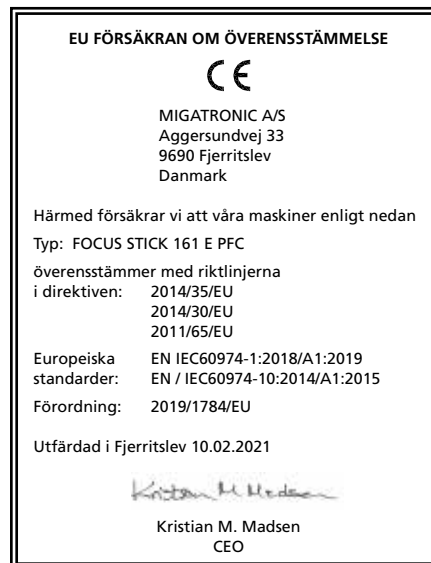 EU FÖRSÄKRAN OM ÖVERENSSTÄMMELSE
CE
MIGATRONIC A/S
Aggersundvej 33
9690 Fjerritslev
Danmark
Härmed försäkrar vi att våra maskiner enligt nedan
Typ: FOCUS STICK 161 E PFC
överensstämmer med riktlinjerna
i direktiven: 2014/35/EU
2014/30/EU
2011/65/EU
Europeiska EN IEC60974-1:2018/A1:2019
standarder: EN / IEC60974-10:2014/A1:2015
Förordning: 2019/1784/EU
Utfärdad i Fjerritslev 10.02.2021
Kristian M Madsen
Kristian M. Madsen
CEO